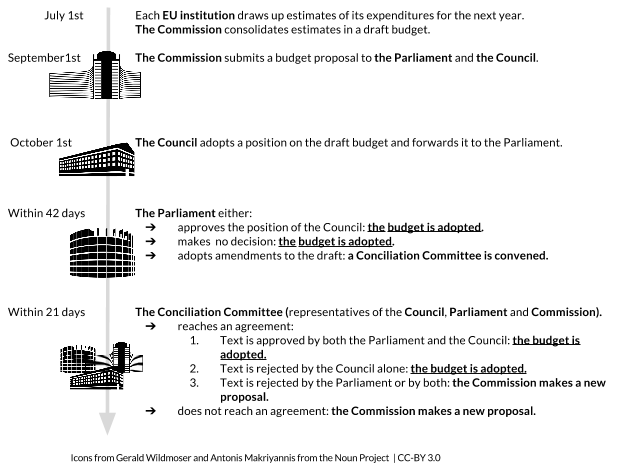 July 1st
Each EU institution draws up estimates of its expenditures for the next year.
The Commission consolidates estimates in a draft budget.
September1st
The Commission submits a budget proposal to the Parliament and the Council.
October 1st
The Council adopts a position on the draft budget and forwards it to the Parliament.
Within 42 days
The Parliament either:
➔ approves the position of the Council: the budget is adopted.
➔ makes no decision: the budget is adopted.
➔ adopts amendments to the draft: a Conciliation Committee is convened.
Within 21 days
The Conciliation Committee (representatives of the Council, Parliament and Commission).
➔ reaches an agreement:
1. Text is approved by both the Parliament and the Council: the budget is
adopted.
2. Text is rejected by the Council alone: the budget is adopted.
3. Text is rejected by the Parliament or by both: the Commission makes a new
proposal.
➔ does not reach an agreement: the Commission makes a new proposal.
Icons from Gerald Wildmoser and Antonis Makriyannis from the Noun Project | CC-BY 3.0